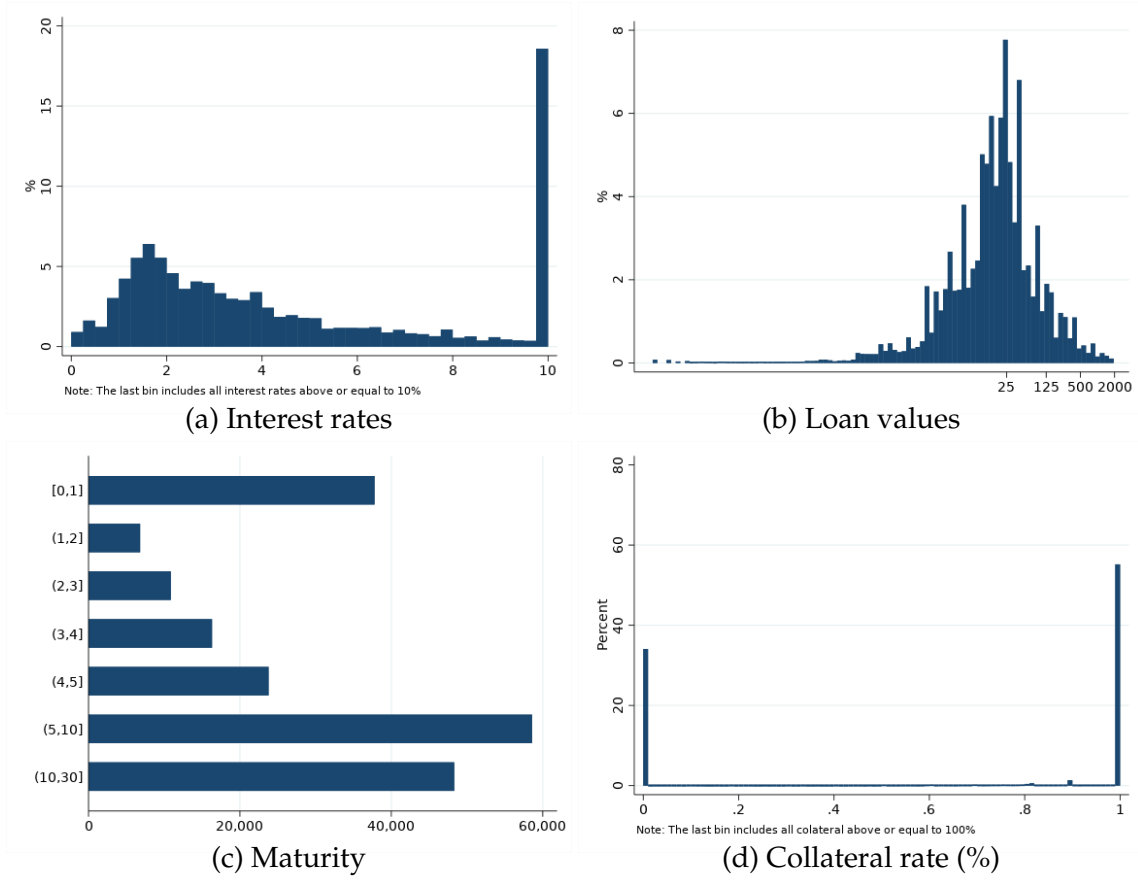 20
15
10
5
0
%
0 2 4 6 8 10
Note: The last bin includes all interest rates above or equal to 10%
(a) Interest rates
8
6
4
2
0
%
25 125 500 2000
(b) Loan values
[0,1]
(1,2]
(2,3]
(3,4]
(4,5]
(5,10]
(10,30]
0 20,000 40,000 60,000
(c) Maturity
80
60
40
20
0
Percent
0 .2 .4 .6 .8 1
Note: The last bin includes all colateral above or equal to 100%
(d) Collateral rate (%)